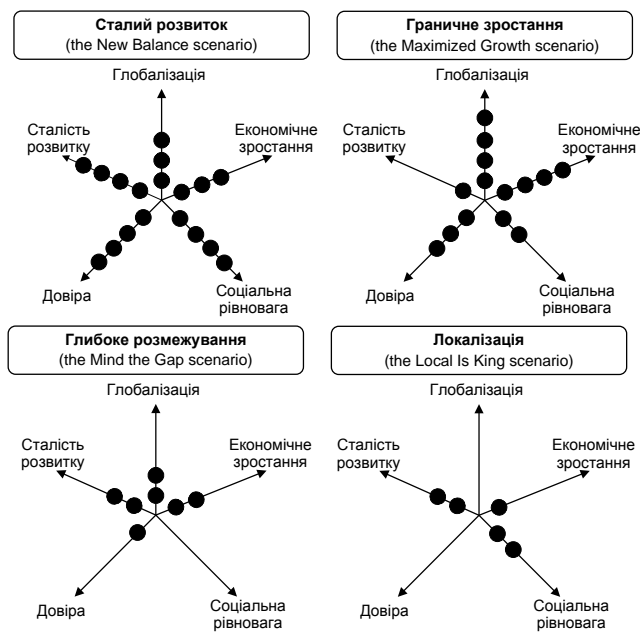 Сталий розвиток
(the New Balance scenario)
Глобалізація
Сталість
розвитку
Економічне
зростання
Довіра
Соціальна
рівновага
Граничне зростання
(the Maximized Growth scenario)
Глобалізація
Сталість
розвитку
Економічне
зростання
Довіра
Соціальна
рівновага
Глибоке розмежування
(the Mind the Gap scenario)
Глобалізація
Сталість
розвитку
Економічне
зростання
Довіра
Соціальна
рівновага
Локалізація
(the Local Is King scenario)
Глобалізація
Сталість
розвитку
Економічне
зростання
Довіра
Соціальна
рівновага